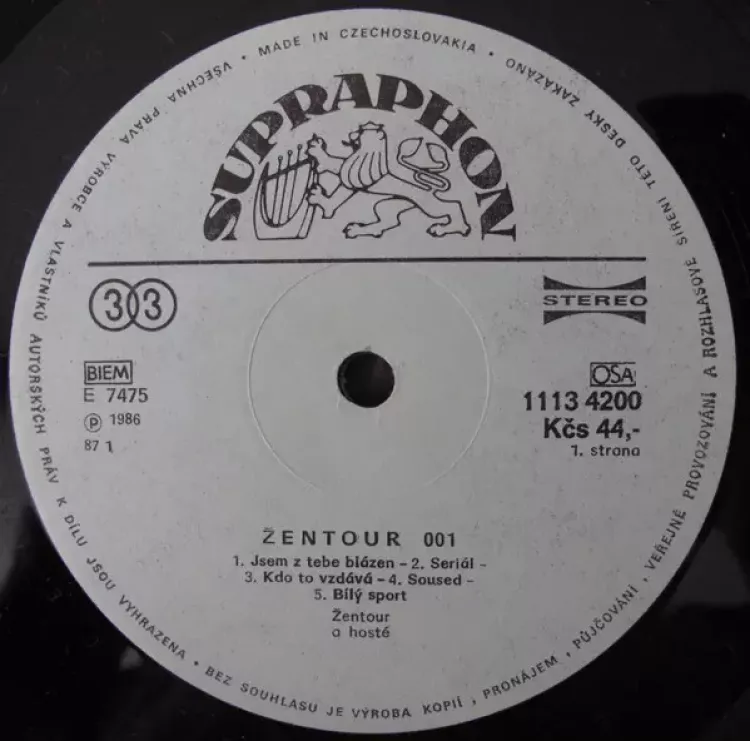 VŠECHNA PRÁVA VÝROBCE A VLASTNÍKŮ AUTORSKÝCH PRÁV K DÍLU JSOU VYHRAZENA • BEZ SOUHLASU JE VÝROBA KOPIÍ, PRONÁJEM, PŮJČOVÁNÍ, VEŘEJNÉ PROVOZOVÁNÍ A ROZHLASOVÉ ŠÍŘENÍ TÉTO DESKY ZAKÁZÁNO • MADE IN CZECHOSLOVAKIA •
SUPRAPHON
33
STEREO
BIEM
E 7475
℗ 1986
87 1
OSA
1113 4200
Kčs 44,-
1. strana
ŽENTOUR 001
1. Jsem z tebe blázen – 2. Seriál –
3. Kdo to vzdává – 4. Soused –
5. Bílý sport
Žentour
a hosté